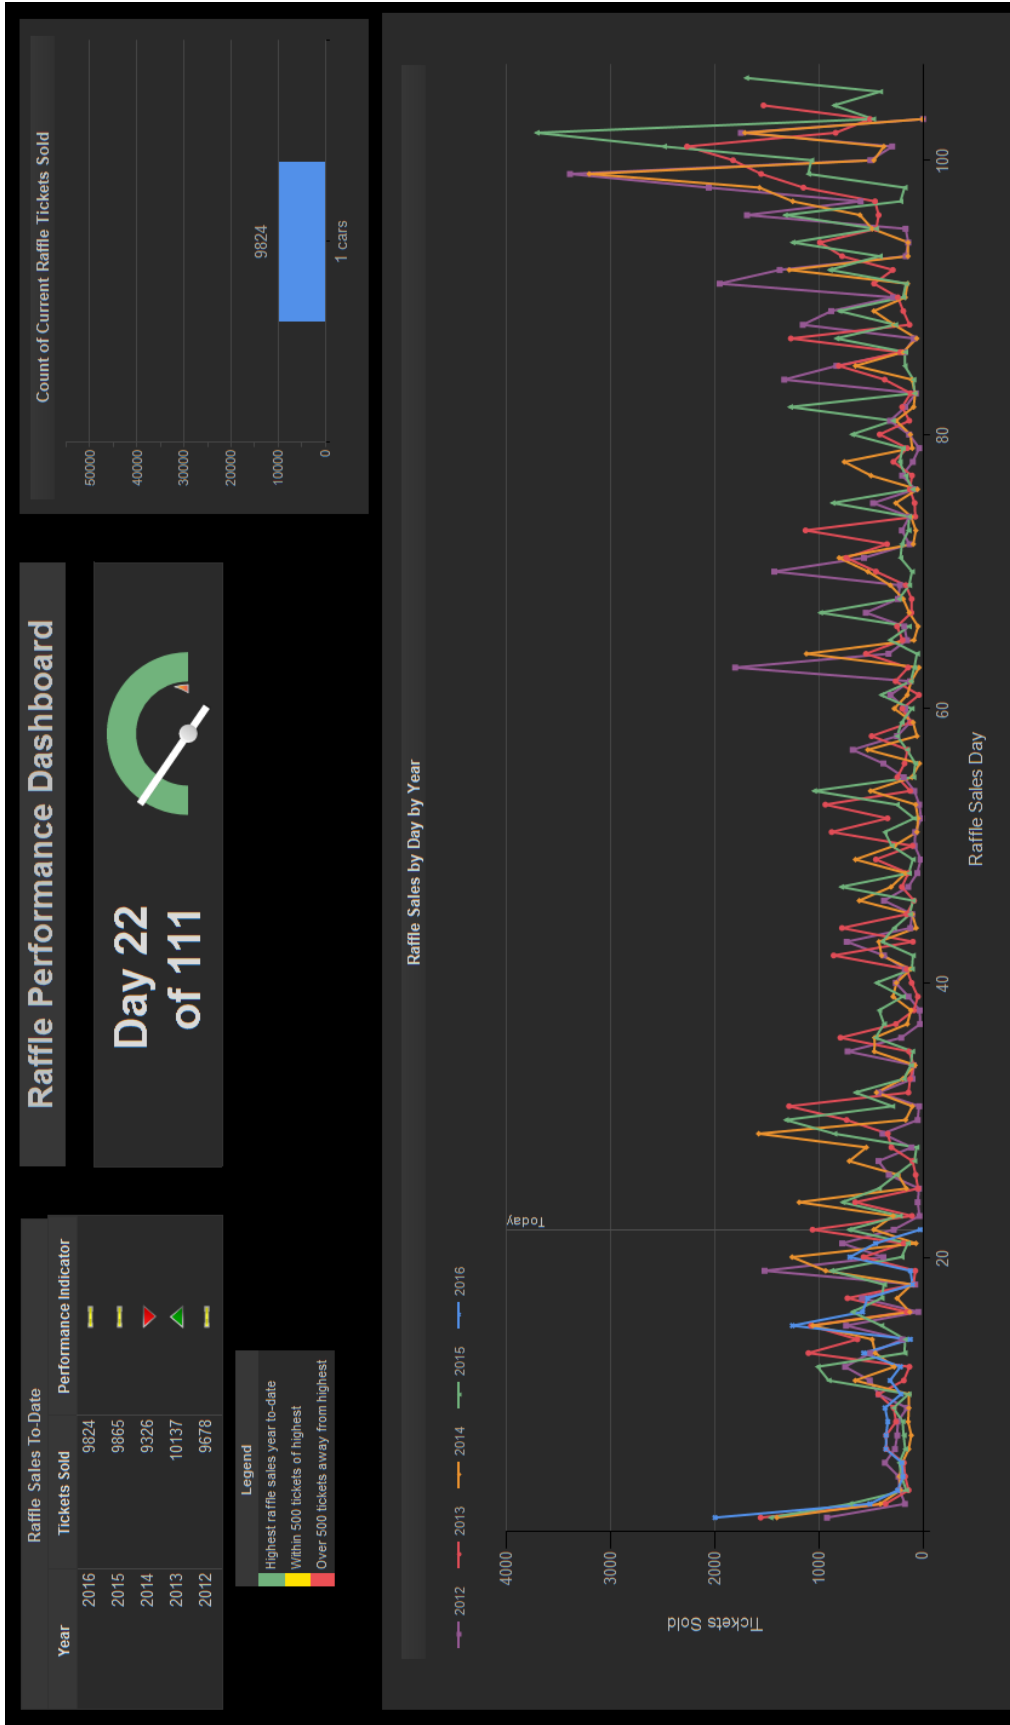 Raffle Sales To-Date
Year Tickets Sold Performance Indicator
2016 9824
2015 9865
2014 9326
2013 10137
2012 9678
Legend
Highest raffle sales year to-date
Within 500 tickets of highest
Over 500 tickets away from highest
Raffle Performance Dashboard
Day 22
of 111
Count of Current Raffle Tickets Sold
50000
40000
30000
20000
10000
0
9824
1 cars
Raffle Sales by Day by Year
2012 2013 2014 2015 2016
Tickets Sold
4000
3000
2000
1000
0
Today
20 40 60 80 100
Raffle Sales Day